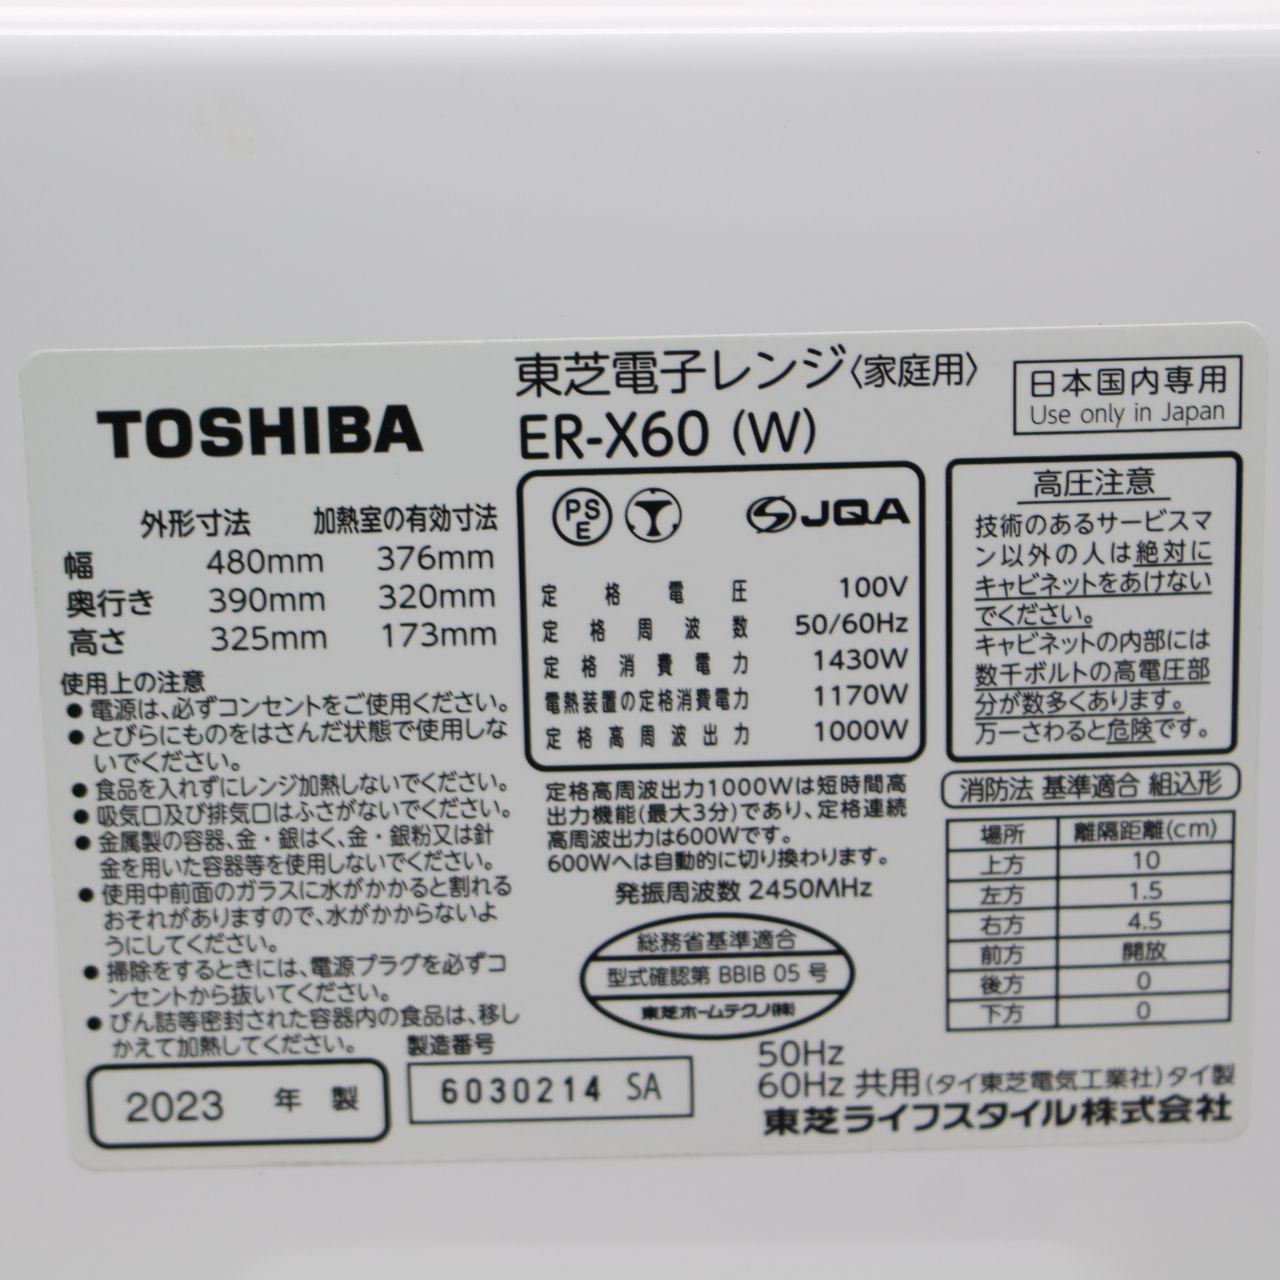 TOSHIBA
東芝電子レンジ〈家庭用〉
ER-X60 (W)
日本国内専用
Use only in Japan
外形寸法 加熱室の有効寸法
幅 480mm 376mm
奥行き 390mm 320mm
高さ 325mm 173mm
使用上の注意
●電源は、必ずコンセントをご使用ください。
●とびらにものをはさんだ状態で使用しな
いでください。
●食品を入れずにレンジ加熱しないでください。
●吸気口及び排気口はふさがないでください。
●金属製の容器、金・銀はく、金・銀粉又は針
金を用いた容器等を使用しないでください。
●使用中前面のガラスに水がかかると割れる
おそれがありますので、水がかからないよ
うにしてください。
●掃除をするときには、電源プラグを必ずコ
ンセントから抜いてください。
●びん詰等密封された容器内の食品は、移し
かえて加熱してください。
2023 年製
製造番号
6030214 SA
PS
E
JQA
定格電圧 100V
定格周波数 50/60Hz
定格消費電力 1430W
電熱装置の定格消費電力 1170W
定格高周波出力 1000W
定格高周波出力1000Wは短時間高
出力機能(最大3分)であり、定格連続
高周波出力は600Wです。
600Wへは自動的に切り換わります。
発振周波数 2450MHz
総務省基準適合
型式確認第 BBIB 05 号
東芝ホームテクノ(株)
高圧注意
技術のあるサービスマ
ン以外の人は絶対に
キャビネットをあけない
でください。
キャビネットの内部には
数千ボルトの高電圧部
分が数多くあります。
万一さわると危険です。
消防法 基準適合 組込形
場所 離隔距離(cm)
上方 10
左方 1.5
右方 4.5
前方 開放
後方 0
下方 0
50Hz
60Hz 共用 (タイ東芝電気工業社)タイ製
東芝ライフスタイル株式会社